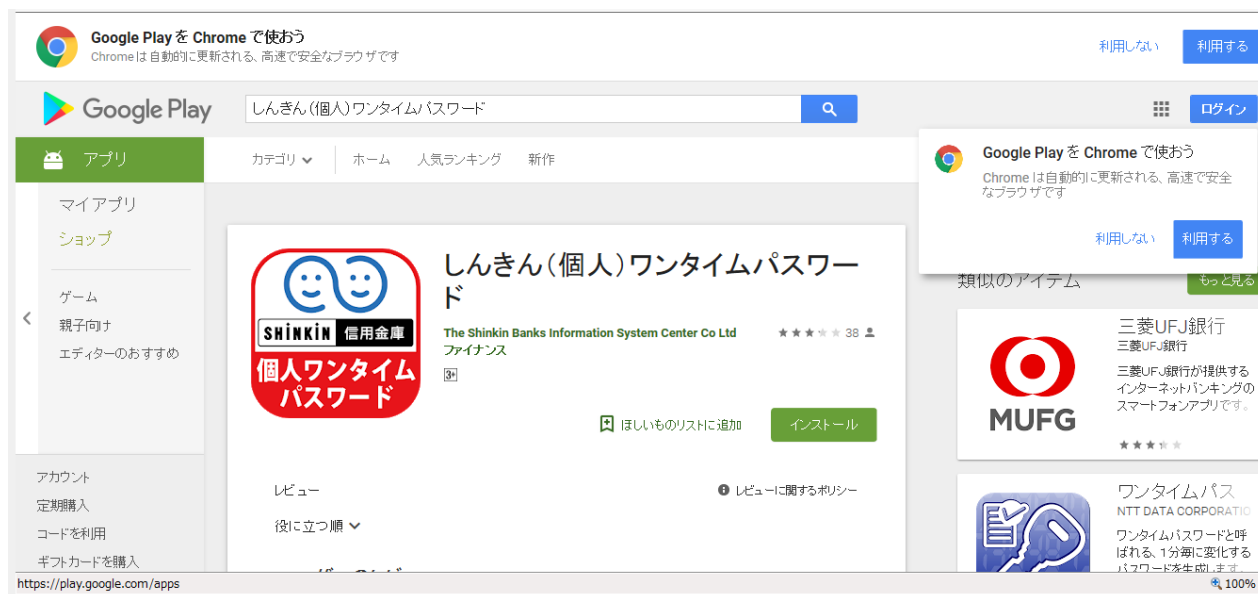 Google Play を Chrome で使おう
Chrome は自動的に更新される、高速で安全なブラウザです
利用しない
利用する
Google Play
しんきん(個人)ワンタイムパスワード
ログイン
アプリ
カテゴリ
ホーム
人気ランキング
新作
Google Play を Chrome で使おう
Chrome は自動的に更新される、高速で安全
なブラウザです
利用しない
利用する
マイアプリ
ショップ
ゲーム
親子向け
エディターのおすすめ
アカウント
定期購入
コードを利用
ギフトカードを購入
SHiNKiN 信用金庫
個人ワンタイム
パスワード
しんきん(個人)ワンタイムパスワー
ド
The Shinkin Banks Information System Center Co Ltd
38
ファイナンス
3+
ほしいものリストに追加
インストール
レビュー
レビューに関するポリシー
役に立つ順
類似のアイテム
もっと見る
MUFG
三菱UFJ銀行
三菱UFJ銀行
三菱UFJ銀行が提供する
インターネットバンキングの
スマートフォンアプリです。
ワンタイムパス
NTT DATA CORPORATIO
ワンタイムパスワードと呼
ばれる、1分毎に変化する
パスワードを生成します。
https://play.google.com/apps
100%